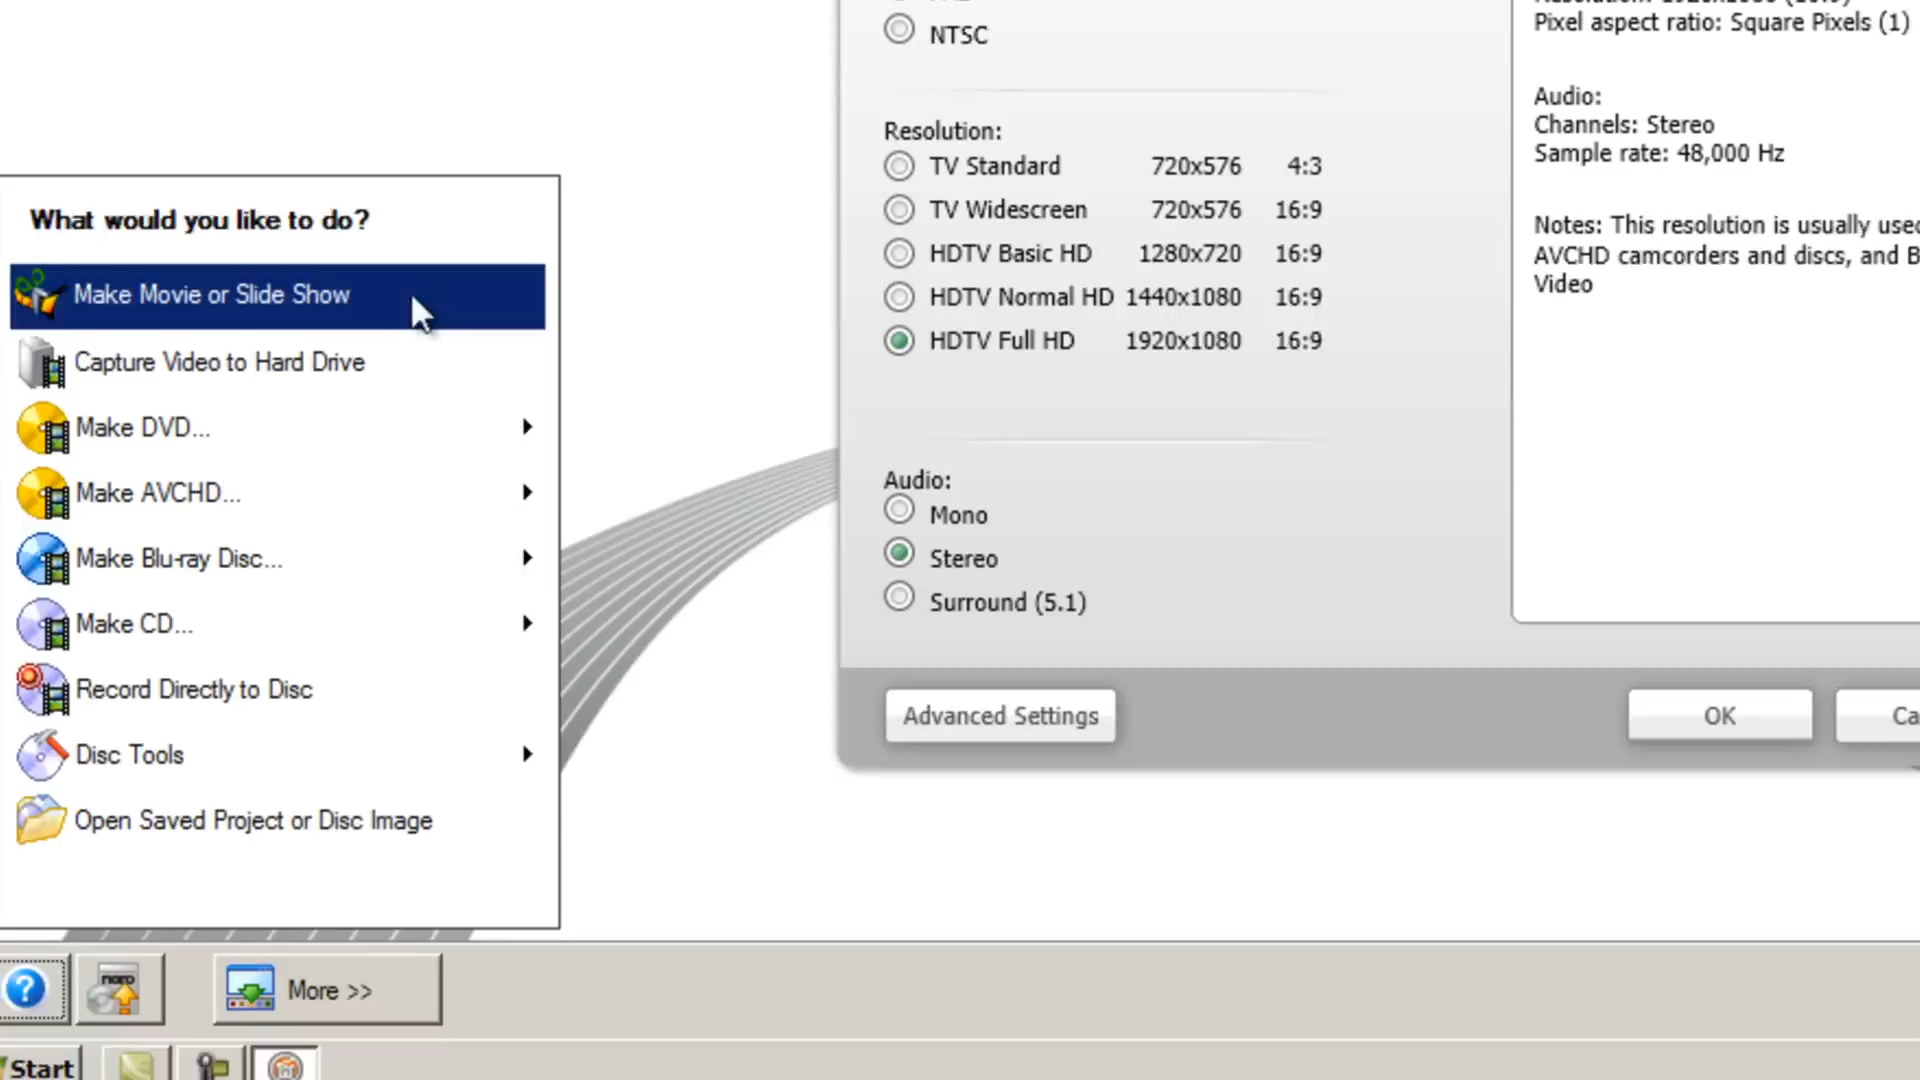 What would you like to do?
Make Movie or Slide Show
Capture Video to Hard Drive
Make DVD...
Make AVCHD...
Make Blu-ray Disc...
Make CD...
Record Directly to Disc
Disc Tools
Open Saved Project or Disc Image
NTSC
Resolution:
TV Standard 720x576 4:3
TV Widescreen 720x576 16:9
HDTV Basic HD 1280x720 16:9
HDTV Normal HD 1440x1080 16:9
HDTV Full HD 1920x1080 16:9
Audio:
Mono
Stereo
Surround (5.1)
Advanced Settings
OK
Ca
Pixel aspect ratio: Square Pixels (1)
Audio:
Channels: Stereo
Sample rate: 48,000 Hz
Notes: This resolution is usually used
AVCHD camcorders and discs, and B
Video
nero
More >>
Start